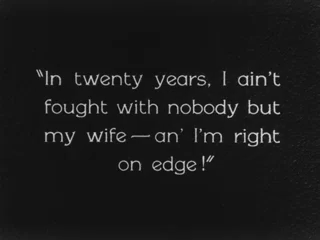 "In twenty years, I ain't
fought with nobody but
my wife — an' I'm right
on edge!"